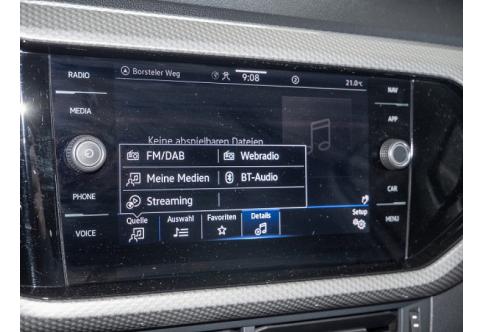 RADIO
Borsteler Weg
9:08
2
21.0°C
NAV
MEDIA
APP
Keine abspielbaren Dateien
FM/DAB
Webradio
Meine Medien
BT-Audio
Streaming
PHONE
CAR
Quelle
Auswahl
Favoriten
Details
Setup
VOICE
MENU